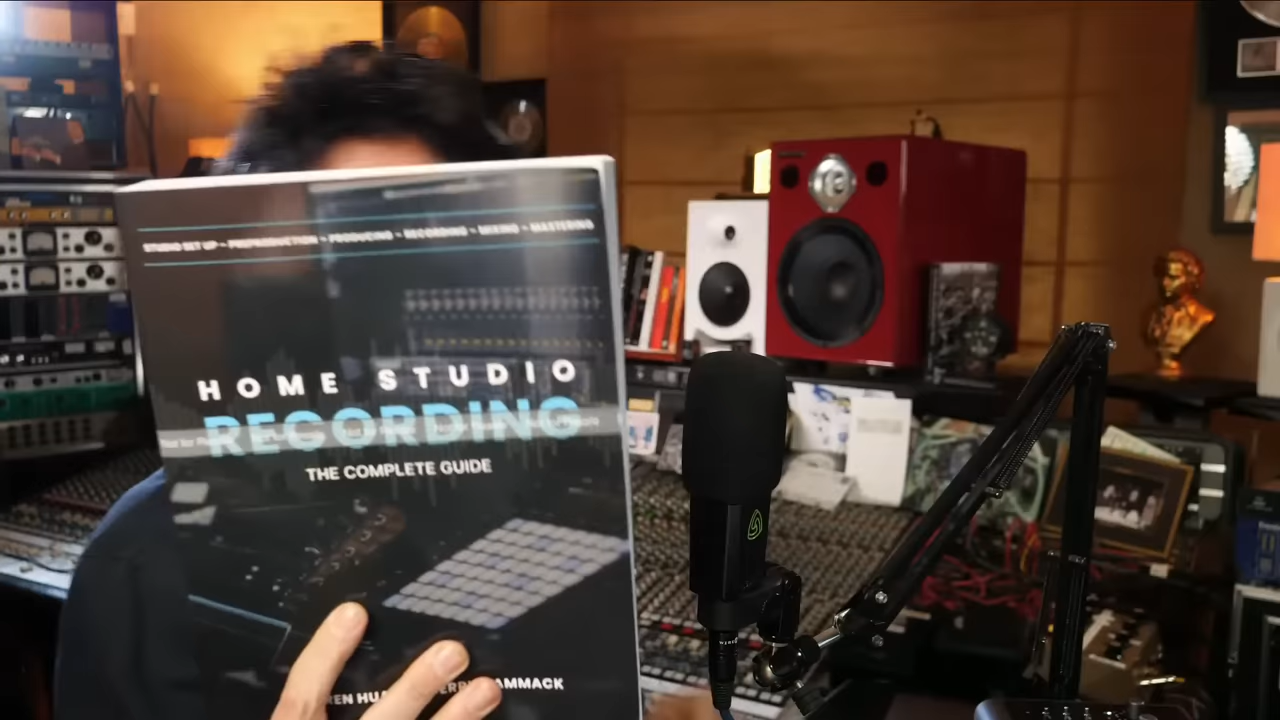 STUDIO SET UP ~ PREPRODUCTION ~ PRODUCING ~ RECORDING ~ MIXING ~ MASTERING
HOME STUDIO
RECORDING
THE COMPLETE GUIDE